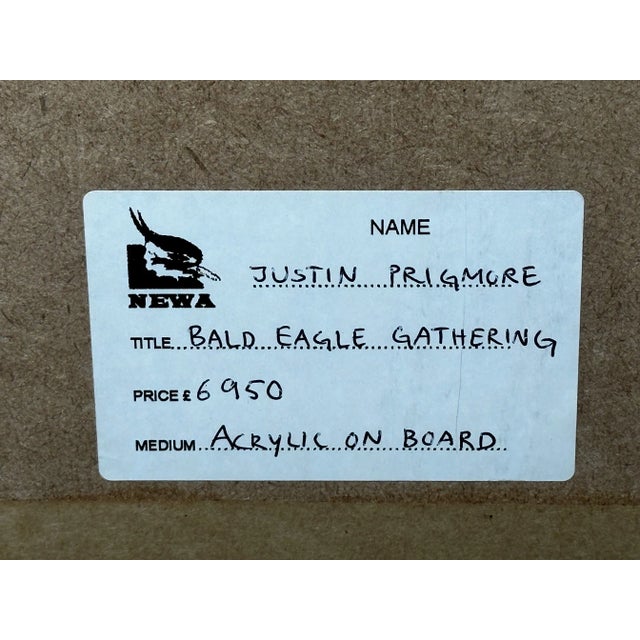 NAME
JUSTIN PRIGMORE
NEWA
TITLE BALD EAGLE GATHERING
PRICE £ 6950
MEDIUM ACRYLIC ON BOARD